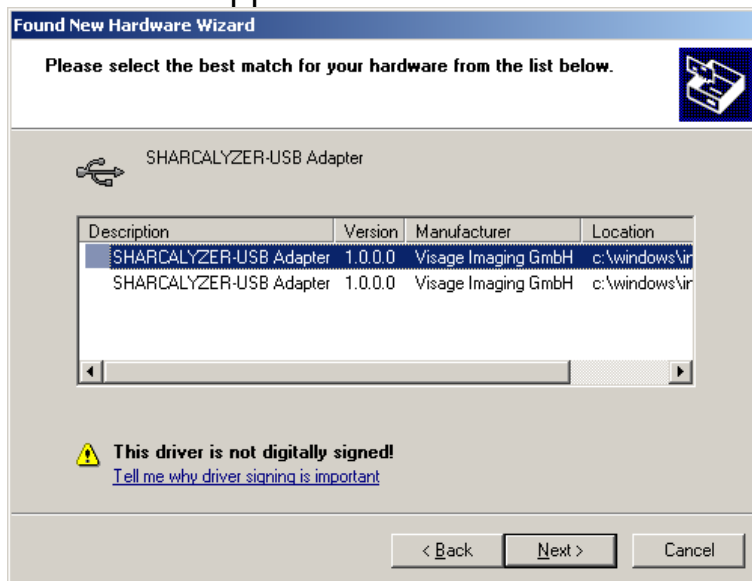 Found New Hardware Wizard
Please select the best match for your hardware from the list below.
SHARCALYZER-USB Adapter
Description Version Manufacturer Location
SHARCALYZER-USB Adapter 1.0.0.0 Visage Imaging GmbH c:\windows\in
SHARCALYZER-USB Adapter 1.0.0.0 Visage Imaging GmbH c:\windows\in
This driver is not digitally signed!
Tell me why driver signing is important
< Back Next > Cancel